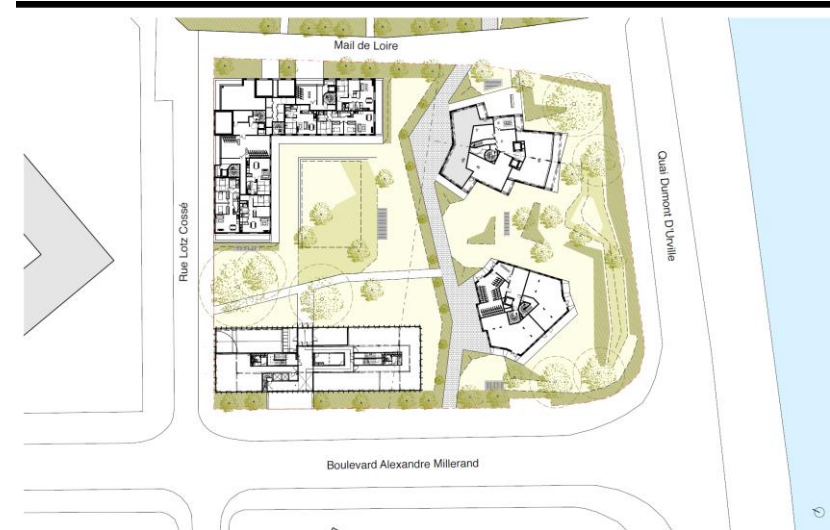 Mail de Loire
Rue Lotz Cossé
Quai Dumont D'Urville
Boulevard Alexandre Millerand